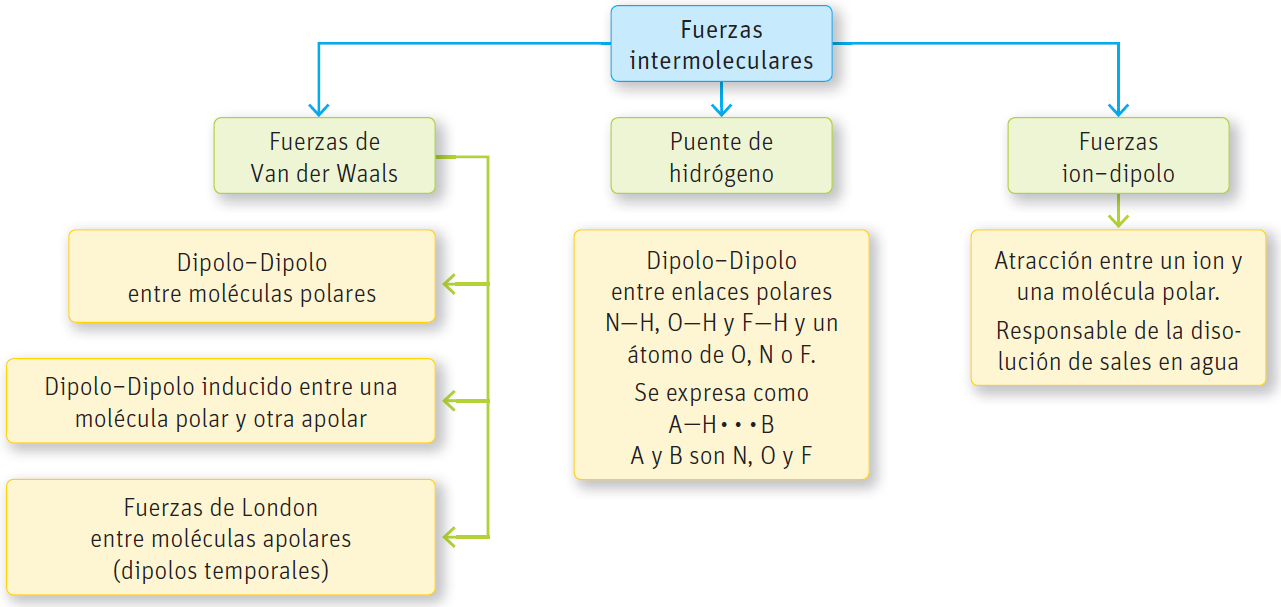 Fuerzas
intermoleculares
Fuerzas de
Van der Waals
Puente de
hidrógeno
Fuerzas
ion–dipolo
Dipolo–Dipolo
entre moléculas polares
Dipolo–Dipolo inducido entre una
molécula polar y otra apolar
Fuerzas de London
entre moléculas apolares
(dipolos temporales)
Dipolo–Dipolo
entre enlaces polares
N—H, O—H y F—H y un
átomo de O, N o F.
Se expresa como
A—H•••B
A y B son N, O y F
Atracción entre un ion y
una molécula polar.
Responsable de la diso-
lución de sales en agua